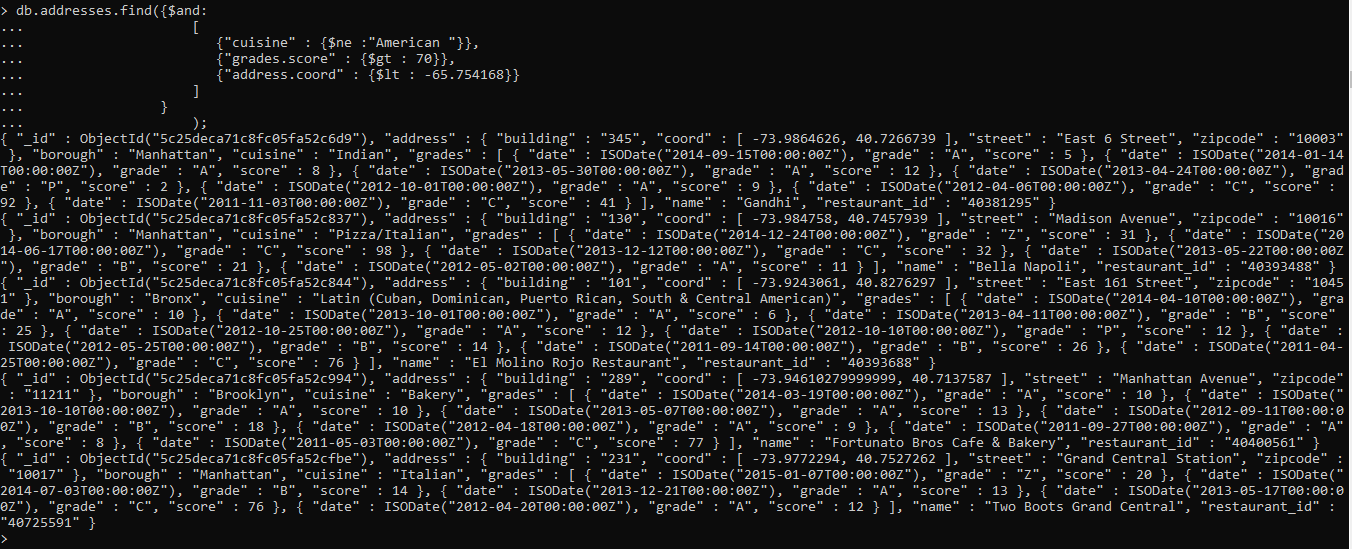 > db.addresses.find({$and:
... [
... {"cuisine" : {$ne :"American "}},
... {"grades.score" : {$gt : 70}},
... {"address.coord" : {$lt : -65.754168}}
... ]
... }
... );
{ "_id" : ObjectId("5c25deca71c8fc05fa52c6d9"), "address" : { "building" : "345", "coord" : [ -73.9864626, 40.7266739 ], "street" : "East 6 Street", "zipcode" : "10003"
}, "borough" : "Manhattan", "cuisine" : "Indian", "grades" : [ { "date" : ISODate("2014-09-15T00:00:00Z"), "grade" : "A", "score" : 5 }, { "date" : ISODate("2014-01-14
T00:00:00Z"), "grade" : "A", "score" : 8 }, { "date" : ISODate("2013-05-30T00:00:00Z"), "grade" : "A", "score" : 12 }, { "date" : ISODate("2013-04-24T00:00:00Z"), "grad
e" : "P", "score" : 2 }, { "date" : ISODate("2012-10-01T00:00:00Z"), "grade" : "A", "score" : 9 }, { "date" : ISODate("2012-04-06T00:00:00Z"), "grade" : "C", "score" :
92 }, { "date" : ISODate("2011-11-03T00:00:00Z"), "grade" : "C", "score" : 41 } ], "name" : "Gandhi", "restaurant_id" : "40381295" }
{ "_id" : ObjectId("5c25deca71c8fc05fa52c837"), "address" : { "building" : "130", "coord" : [ -73.984758, 40.7457939 ], "street" : "Madison Avenue", "zipcode" : "10016"
}, "borough" : "Manhattan", "cuisine" : "Pizza/Italian", "grades" : [ { "date" : ISODate("2014-12-24T00:00:00Z"), "grade" : "Z", "score" : 31 }, { "date" : ISODate("20
14-06-17T00:00:00Z"), "grade" : "C", "score" : 98 }, { "date" : ISODate("2013-12-12T00:00:00Z"), "grade" : "C", "score" : 32 }, { "date" : ISODate("2013-05-22T00:00:00Z
"), "grade" : "B", "score" : 21 }, { "date" : ISODate("2012-05-02T00:00:00Z"), "grade" : "A", "score" : 11 } ], "name" : "Bella Napoli", "restaurant_id" : "40393488" }
{ "_id" : ObjectId("5c25deca71c8fc05fa52c844"), "address" : { "building" : "101", "coord" : [ -73.9243061, 40.8276297 ], "street" : "East 161 Street", "zipcode" : "1045
1" }, "borough" : "Bronx", "cuisine" : "Latin (Cuban, Dominican, Puerto Rican, South & Central American)", "grades" : [ { "date" : ISODate("2014-04-10T00:00:00Z"), "gra
de" : "A", "score" : 10 }, { "date" : ISODate("2013-10-01T00:00:00Z"), "grade" : "A", "score" : 6 }, { "date" : ISODate("2013-04-11T00:00:00Z"), "grade" : "B", "score"
: 25 }, { "date" : ISODate("2012-10-25T00:00:00Z"), "grade" : "A", "score" : 12 }, { "date" : ISODate("2012-10-10T00:00:00Z"), "grade" : "P", "score" : 12 }, { "date" :
ISODate("2012-05-25T00:00:00Z"), "grade" : "B", "score" : 14 }, { "date" : ISODate("2011-09-14T00:00:00Z"), "grade" : "B", "score" : 26 }, { "date" : ISODate("2011-04-
25T00:00:00Z"), "grade" : "C", "score" : 76 } ], "name" : "El Molino Rojo Restaurant", "restaurant_id" : "40393688" }
{ "_id" : ObjectId("5c25deca71c8fc05fa52c994"), "address" : { "building" : "289", "coord" : [ -73.94610279999999, 40.7137587 ], "street" : "Manhattan Avenue", "zipcode"
: "11211" }, "borough" : "Brooklyn", "cuisine" : "Bakery", "grades" : [ { "date" : ISODate("2014-03-19T00:00:00Z"), "grade" : "A", "score" : 10 }, { "date" : ISODate("
2013-10-10T00:00:00Z"), "grade" : "A", "score" : 10 }, { "date" : ISODate("2013-05-07T00:00:00Z"), "grade" : "A", "score" : 13 }, { "date" : ISODate("2012-09-11T00:00:0
0Z"), "grade" : "B", "score" : 18 }, { "date" : ISODate("2012-04-18T00:00:00Z"), "grade" : "A", "score" : 9 }, { "date" : ISODate("2011-09-27T00:00:00Z"), "grade" : "A"
, "score" : 8 }, { "date" : ISODate("2011-05-03T00:00:00Z"), "grade" : "C", "score" : 77 } ], "name" : "Fortunato Bros Cafe & Bakery", "restaurant_id" : "40400561" }
{ "_id" : ObjectId("5c25deca71c8fc05fa52cfbe"), "address" : { "building" : "231", "coord" : [ -73.9772294, 40.7527262 ], "street" : "Grand Central Station", "zipcode" :
"10017" }, "borough" : "Manhattan", "cuisine" : "Italian", "grades" : [ { "date" : ISODate("2015-01-07T00:00:00Z"), "grade" : "Z", "score" : 20 }, { "date" : ISODate("
2014-07-03T00:00:00Z"), "grade" : "B", "score" : 14 }, { "date" : ISODate("2013-12-21T00:00:00Z"), "grade" : "A", "score" : 13 }, { "date" : ISODate("2013-05-17T00:00:0
0Z"), "grade" : "C", "score" : 76 }, { "date" : ISODate("2012-04-20T00:00:00Z"), "grade" : "A", "score" : 12 } ], "name" : "Two Boots Grand Central", "restaurant_id" :
"40725591" }
>